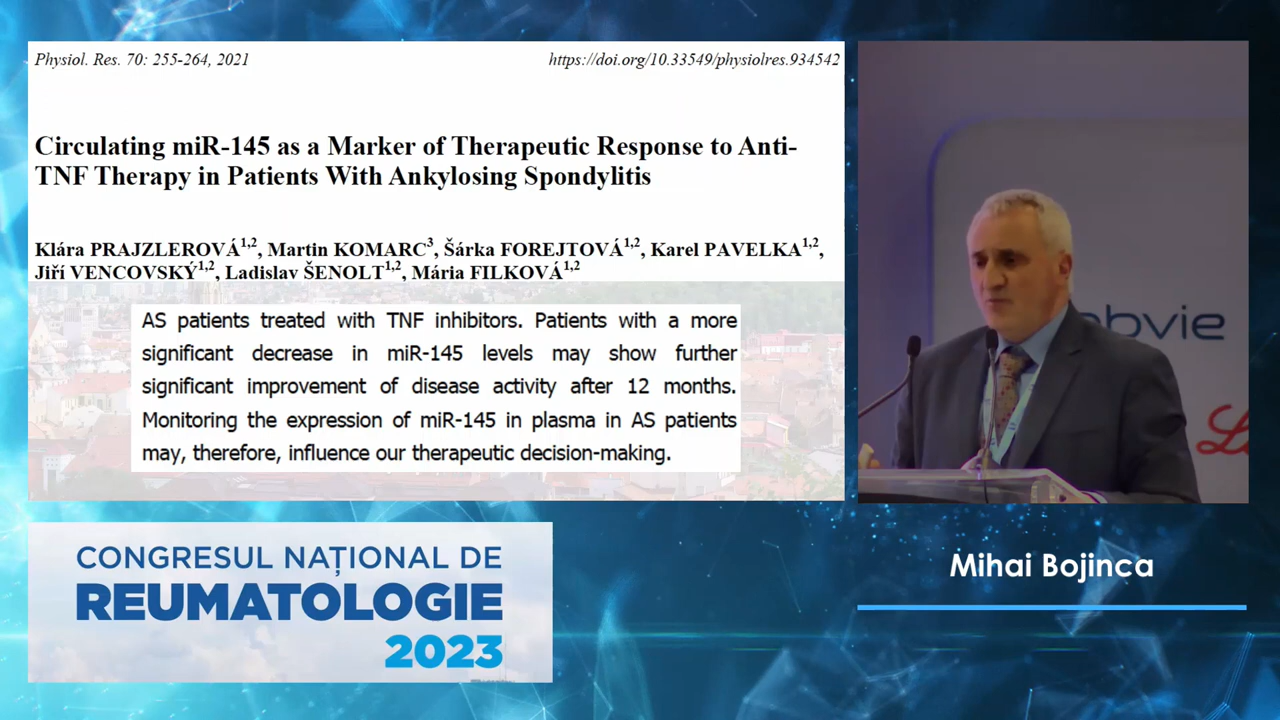 Physiol. Res. 70: 255-264, 2021
https://doi.org/10.33549/physiolres.934542
Circulating miR-145 as a Marker of Therapeutic Response to Anti-
TNF Therapy in Patients With Ankylosing Spondylitis
Klára PRAJZLEROVÁ1,2, Martin KOMARC3, Šárka FOREJTOVÁ1,2, Karel PAVELKA1,2,
Jiří VENCOVSKÝ1,2, Ladislav ŠENOLT1,2, Mária FILKOVÁ1,2
AS patients treated with TNF inhibitors. Patients with a more
significant decrease in miR-145 levels may show further
significant improvement of disease activity after 12 months.
Monitoring the expression of miR-145 in plasma in AS patients
may, therefore, influence our therapeutic decision-making.
CONGRESUL NAȚIONAL DE
REUMATOLOGIE
2023
Mihai Bojinca